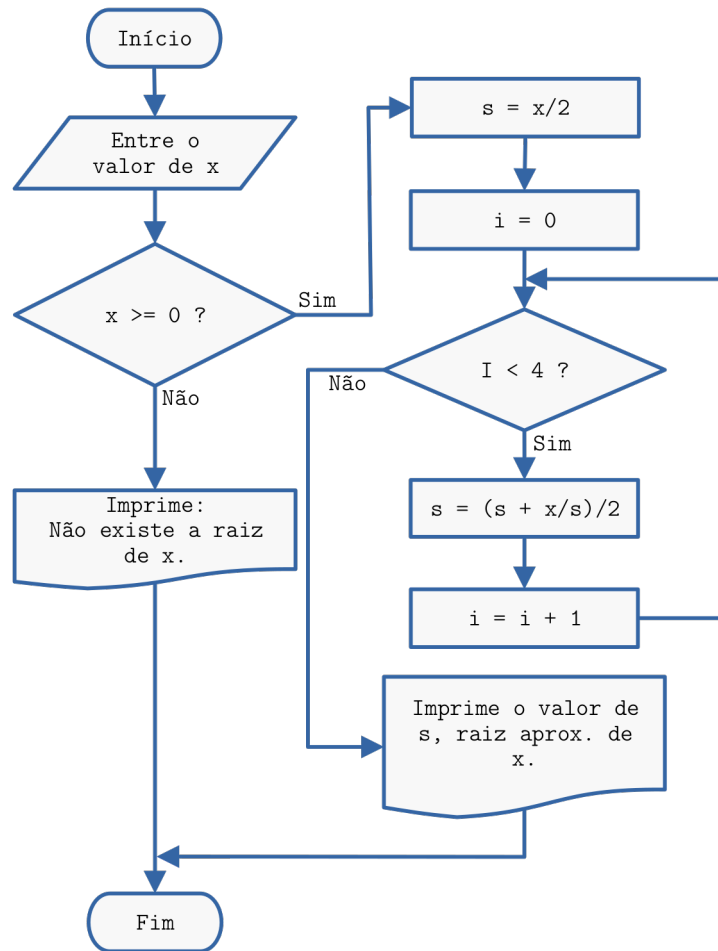 Início
Entre o
valor de x
x >= 0 ?
Sim
Não
Imprime:
Não existe a raiz
de x.
s = x/2
i = 0
I < 4 ?
Não
Sim
s = (s + x/s)/2
i = i + 1
Imprime o valor de
s, raiz aprox. de
x.
Fim